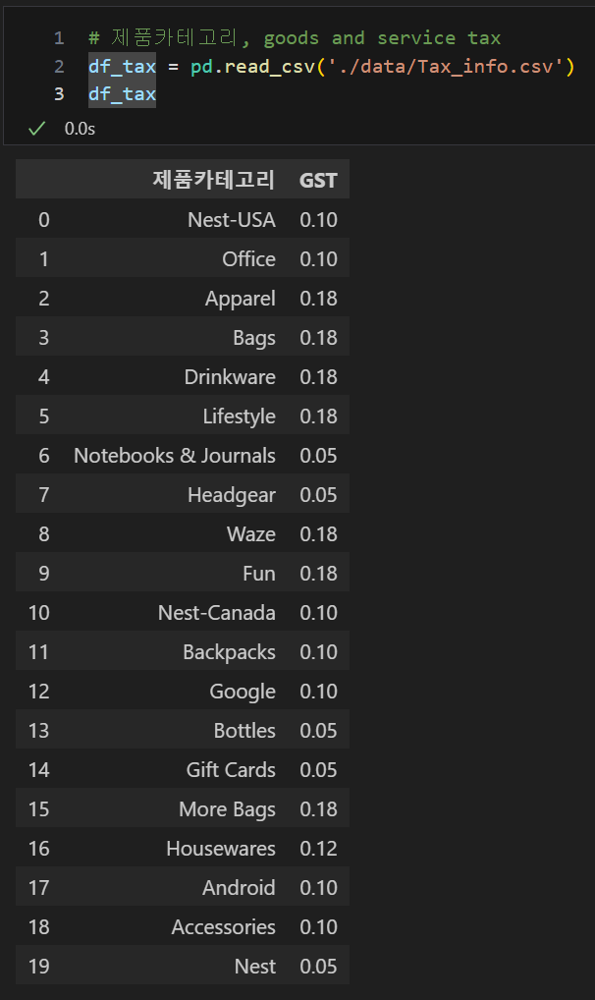 1 # 제품카테고리, goods and service tax
2 df_tax = pd.read_csv('./data/Tax_info.csv')
3 df_tax
0.0s
제품카테고리 GST
0 Nest-USA 0.10
1 Office 0.10
2 Apparel 0.18
3 Bags 0.18
4 Drinkware 0.18
5 Lifestyle 0.18
6 Notebooks & Journals 0.05
7 Headgear 0.05
8 Waze 0.18
9 Fun 0.18
10 Nest-Canada 0.10
11 Backpacks 0.10
12 Google 0.10
13 Bottles 0.05
14 Gift Cards 0.05
15 More Bags 0.18
16 Housewares 0.12
17 Android 0.10
18 Accessories 0.10
19 Nest 0.05